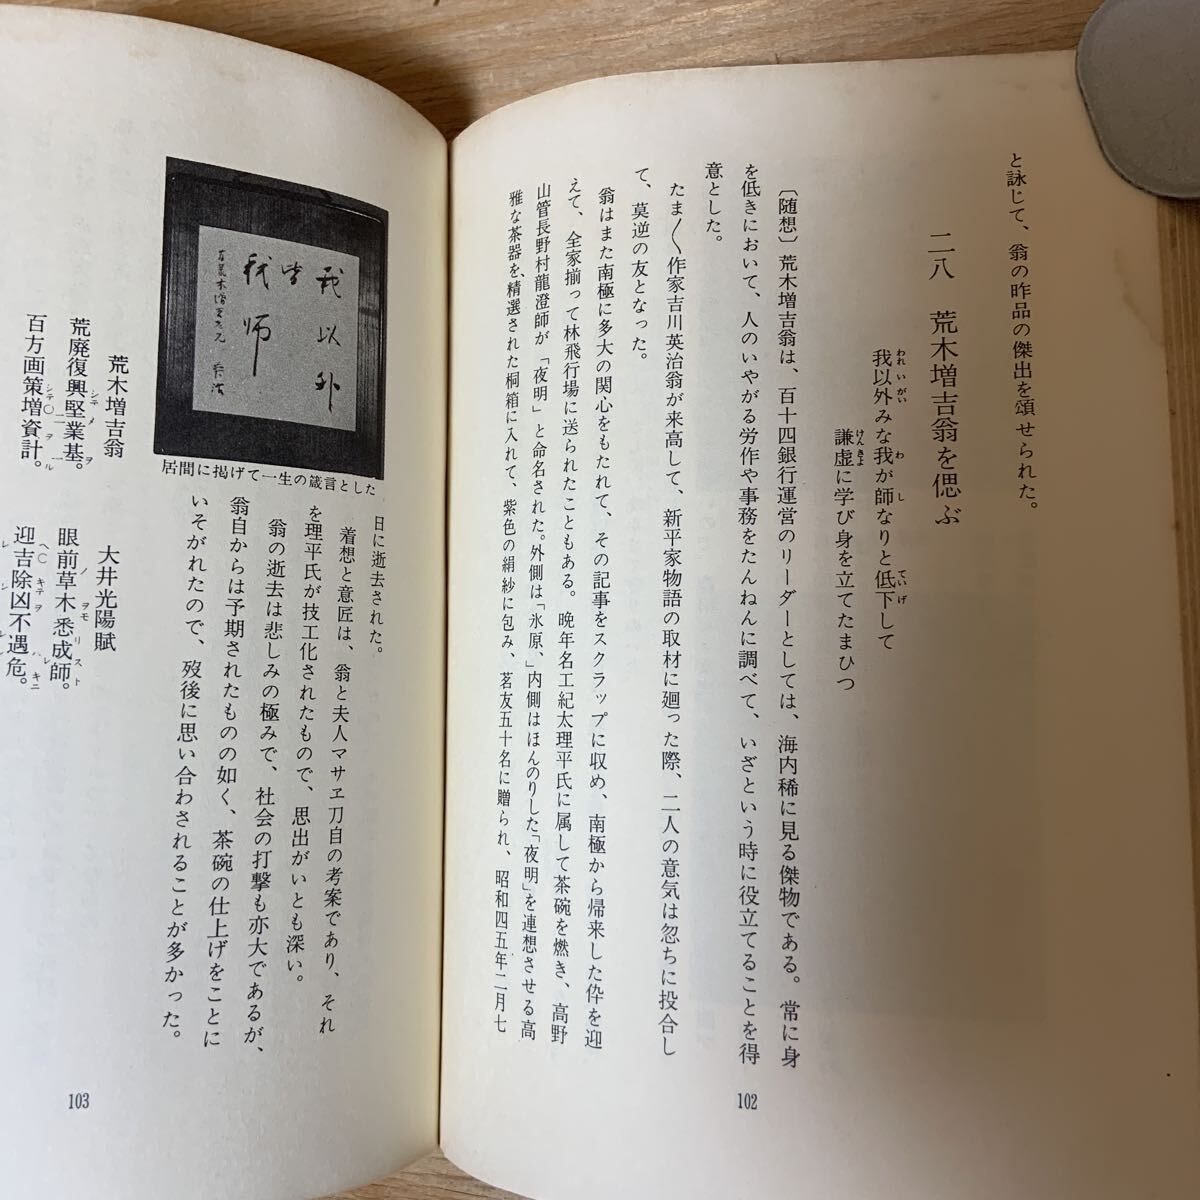 と詠じて、翁の昨品の傑出を頌せられた。
二八　荒木増吉翁を偲ぶ
我以外みな我が師なりと低下して
われいがい
わ
し
ていげ
謙虚に学び身を立てたまひつ
けんきよ
〔随想〕荒木増吉翁は、百十四銀行運営のリーダーとしては、海内稀に見る傑物である。常に身
を低きにおいて、人のいやがる労作や事務をたんねんに調べて、いざという時に役立てることを得
意とした。
たま〱作家吉川英治翁が来高して、新平家物語の取材に廻った際、二人の意気は忽ちに投合し
て、莫逆の友となった。
翁はまた南極に多大の関心をもたれて、その記事をスクラップに収め、南極から帰来した伜を迎
えて、全家揃って林飛行場に送られたこともある。晩年名工紀太理平氏に属して茶碗を燃き、高野
山管長野村龍澄師が「夜明」と命名された。外側は「氷原」、内側はほんのりした「夜明」を連想させる高
雅な茶器を、精選された桐箱に入れて、紫色の絹紗に包み、茗友五十名に贈られ、昭和四五年二月七
102
我以外
皆
我師
居間に掲げて一生の箴言とした
日に逝去された。
着想と意匠は、翁と夫人マサヱ刀自の考案であり、それ
を理平氏が技工化されたもので、思出がいとも深い。
翁の逝去は悲しみの極みで、社会の打撃も亦大であるが、
翁自からは予期されたものの如く、茶碗の仕上げをことに
いそがれたので、歿後に思い合わされることが多かった。
荒木増吉翁
大井光陽賦
荒廃復興堅業基。
眼前草木悉成師。
百方画策増資計。
迎吉除凶不遇危。
103